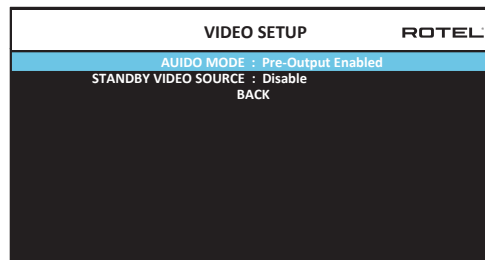 VIDEO SETUP ROTEL
AUIDO MODE : Pre-Output Enabled
STANDBY VIDEO SOURCE : Disable
BACK